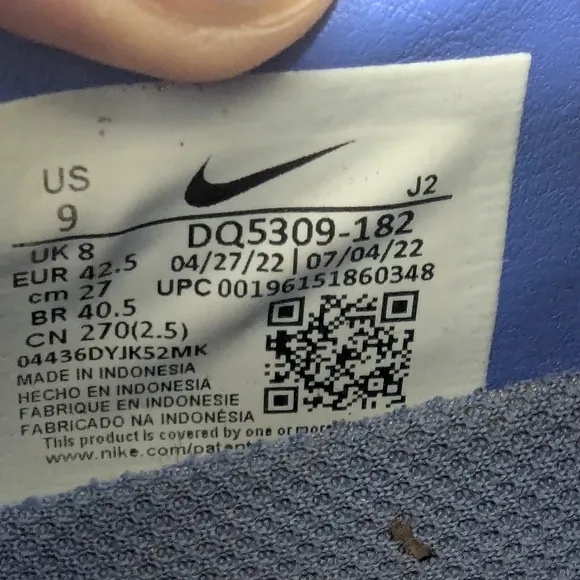 US
9
J2
DQ5309-182
UK 8
04/27/22 | 07/04/22
EUR 42.5
UPC 00196151860348
cm 27
BR 40.5
CN 270(2.5)
04436DYJK52MK
MADE IN INDONESIA
HECHO EN INDONESIA
FABRIQUE EN INDONESIE
FABRICADO NA INDONÉSIA
This product is covered by one or more
www.nike.com/patent